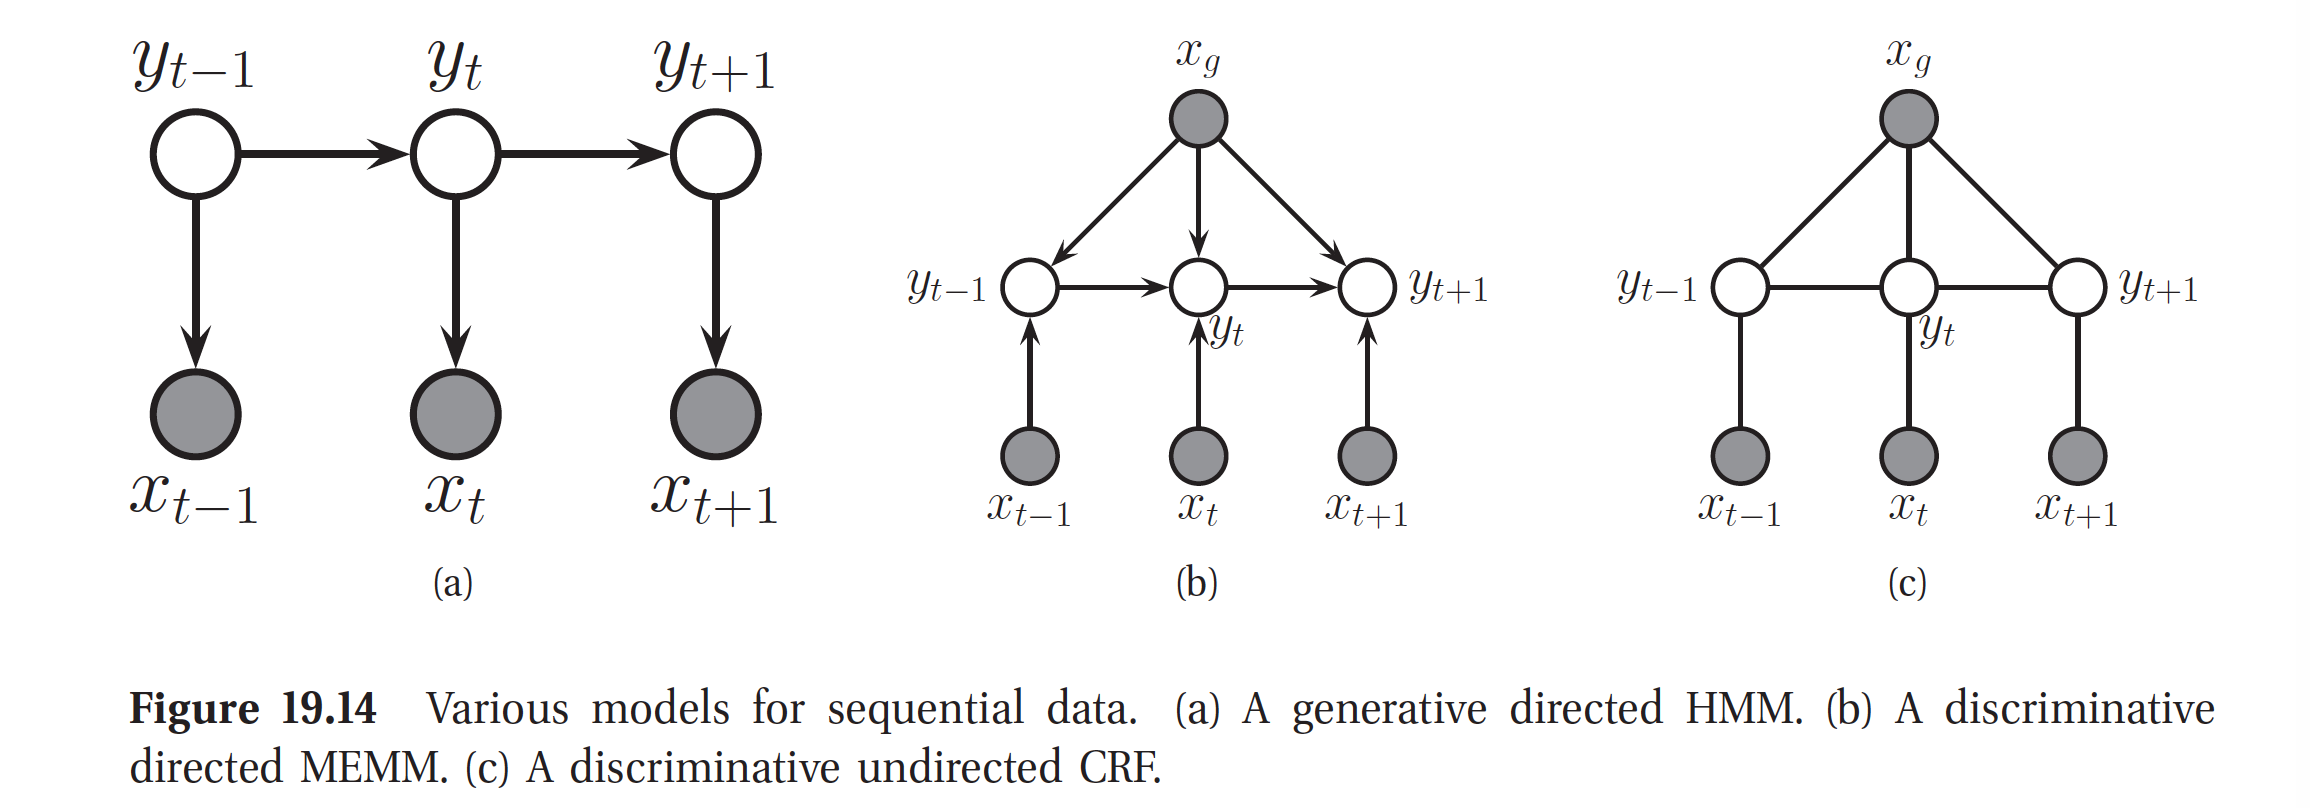 y_{t-1} y_t y_{t+1}
x_{t-1} x_t x_{t+1}
(a)
x_g
y_{t-1} y_t y_{t+1}
x_{t-1} x_t x_{t+1}
(b)
x_g
y_{t-1} y_t y_{t+1}
x_{t-1} x_t x_{t+1}
(c)
Figure 19.14 Various models for sequential data. (a) A generative directed HMM. (b) A discriminative
directed MEMM. (c) A discriminative undirected CRF.